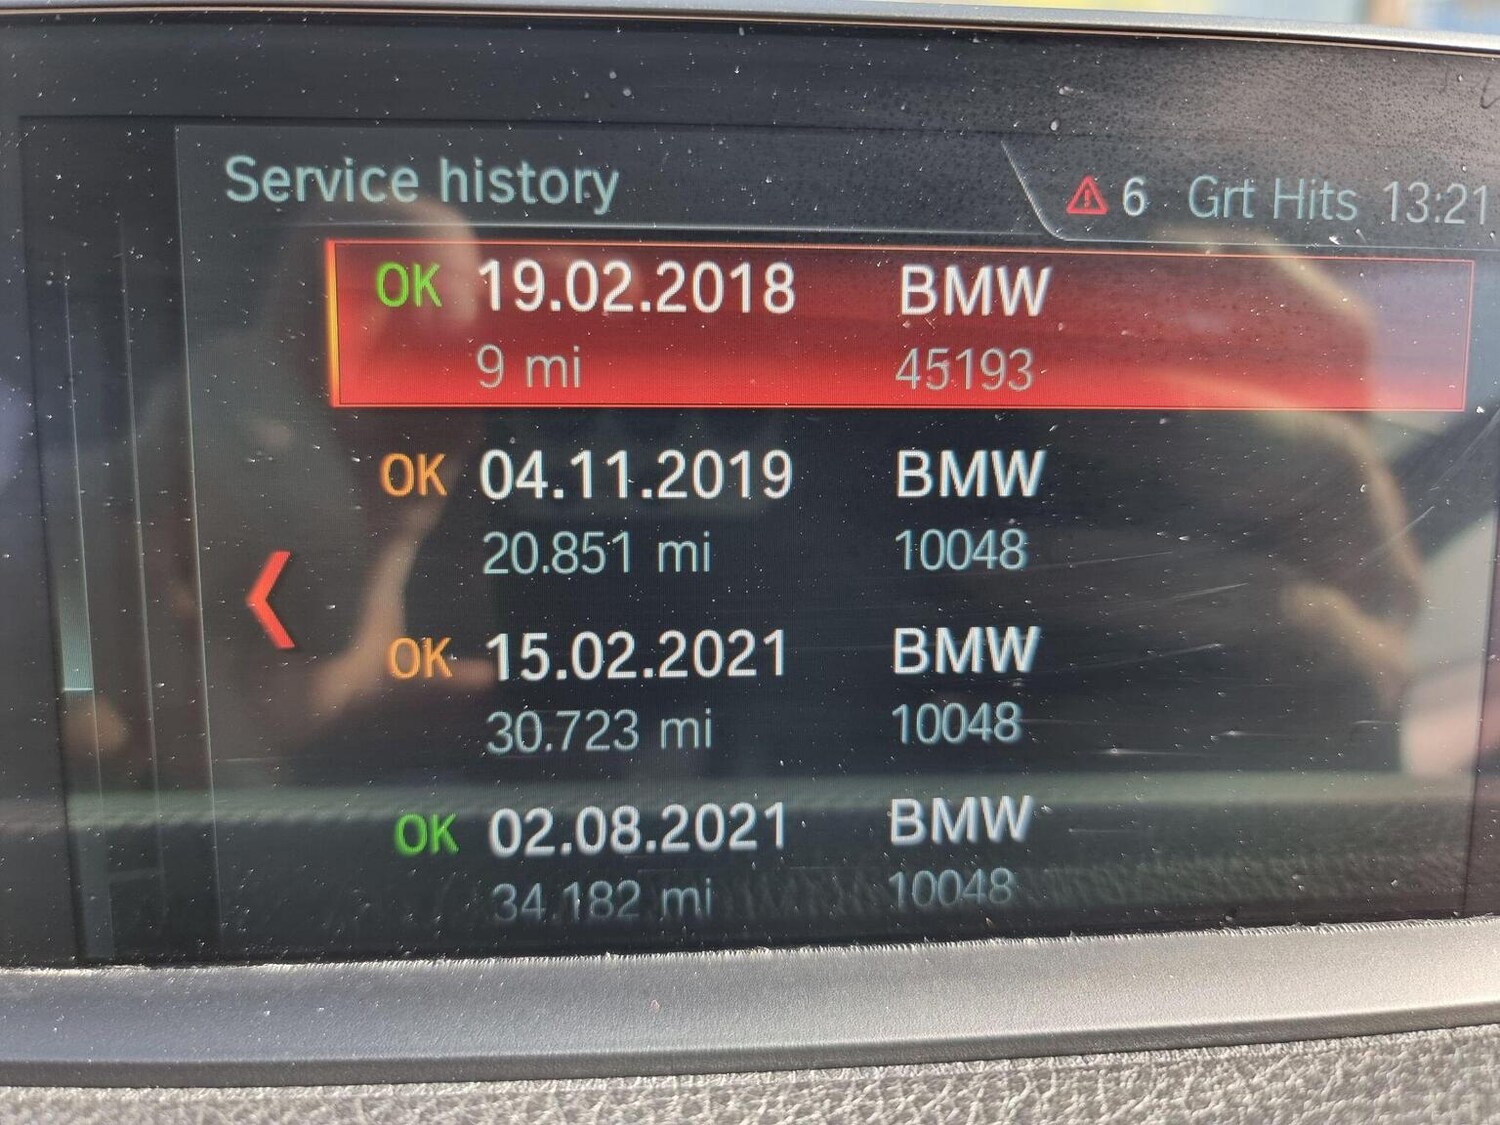 Service history
6 Grt Hits 13:21
OK 19.02.2018 BMW
9 mi 45193
OK 04.11.2019 BMW
20.851 mi 10048
OK 15.02.2021 BMW
30.723 mi 10048
OK 02.08.2021 BMW
34.182 mi 10048